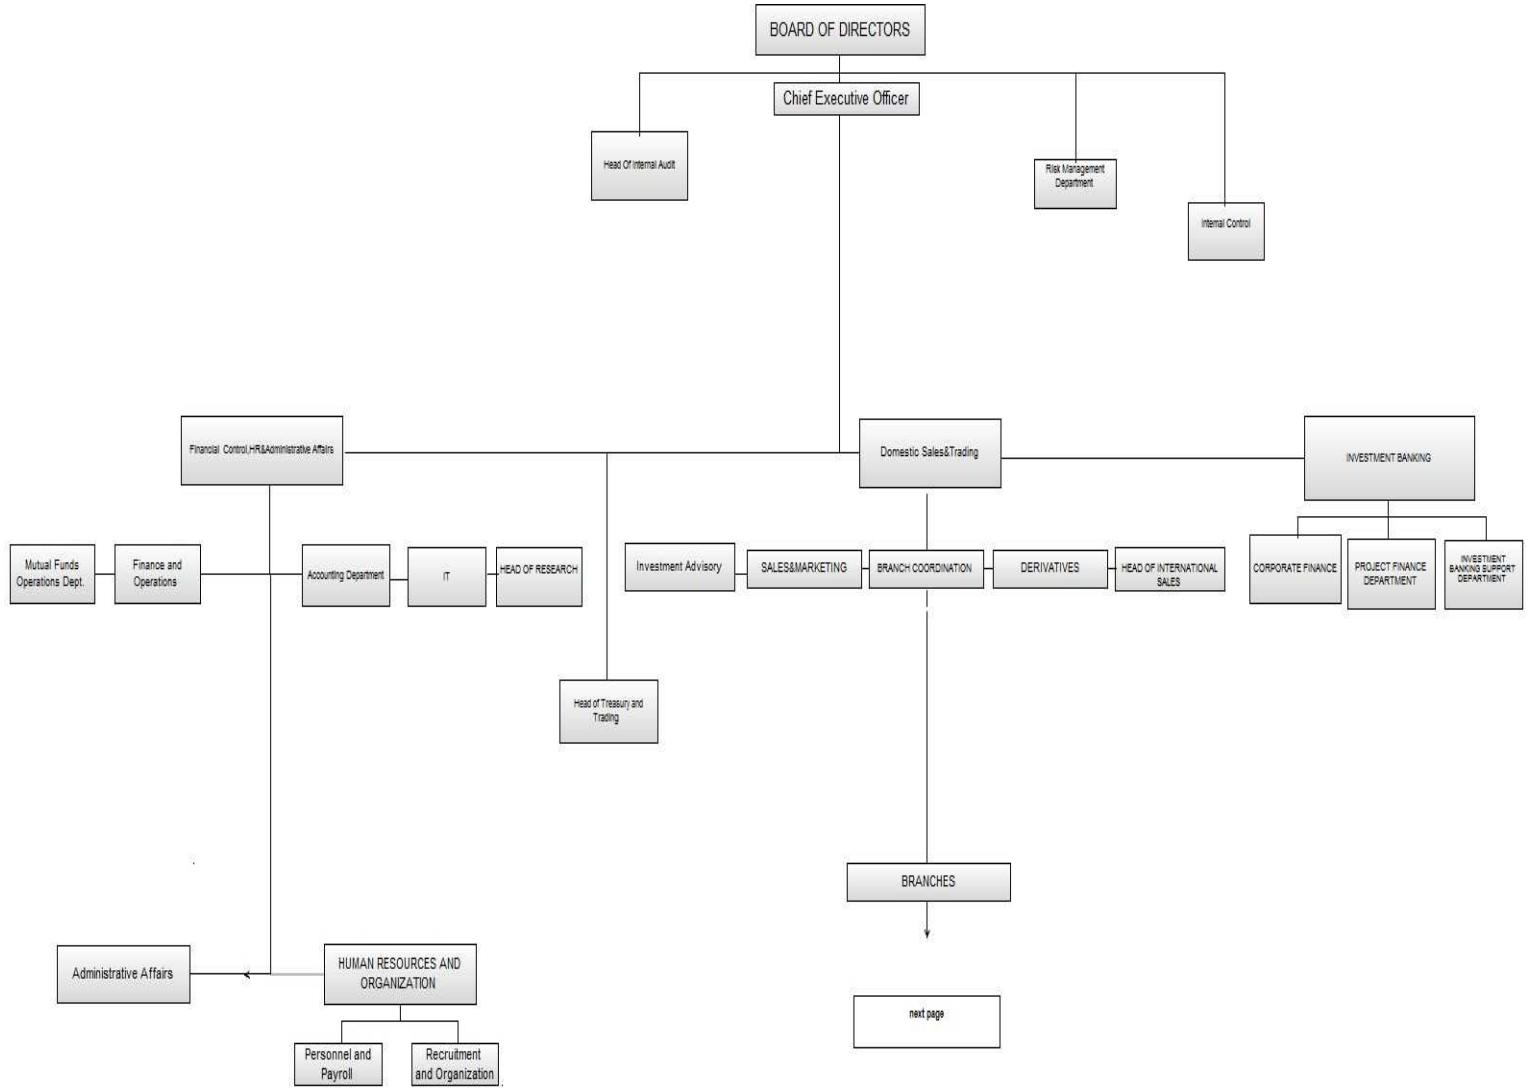 BOARD OF DIRECTORS
Chief Executive Officer
Head Of Internal Audit
Risk Management
Department
Internal Control
Financial Control,HR&Administrative Affairs
Domestic Sales&Trading
INVESTMENT BANKING
Mutual Funds
Operations Dept.
Finance and
Operations
Accounting Department
IT
HEAD OF RESEARCH
Investment Advisory
SALES&MARKETING
BRANCH COORDINATION
DERIVATIVES
HEAD OF INTERNATIONAL
SALES
CORPORATE FINANCE
PROJECT FINANCE
DEPARTMENT
INVESTMENT
BANKING SUPPORT
DEPARTMENT
Head of Treasury and
Trading
BRANCHES
Administrative Affairs
HUMAN RESOURCES AND
ORGANIZATION
next page
Personnel and
Payroll
Recruitment
and Organization